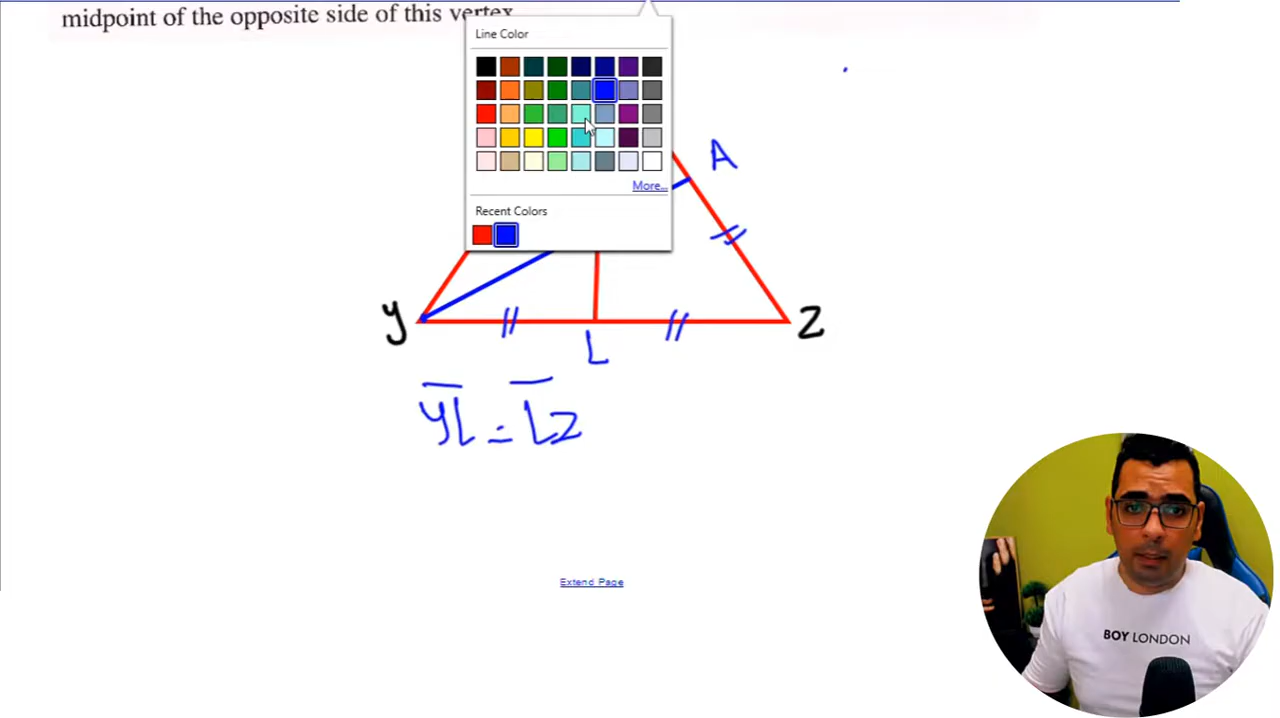 midpoint of the opposite side of this vertex
Line Color
More...
Recent Colors
A
y
L
Z
YL = LZ
Extend Page
BOY LONDON